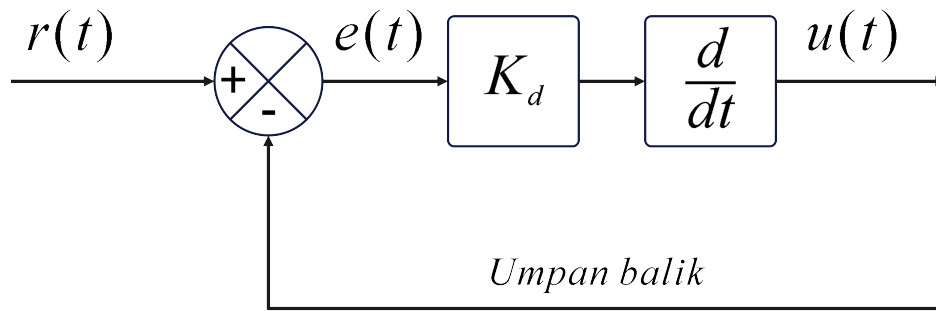 r(t)
e(t)
u(t)
+
-
K_d
d
dt
Umpan balik